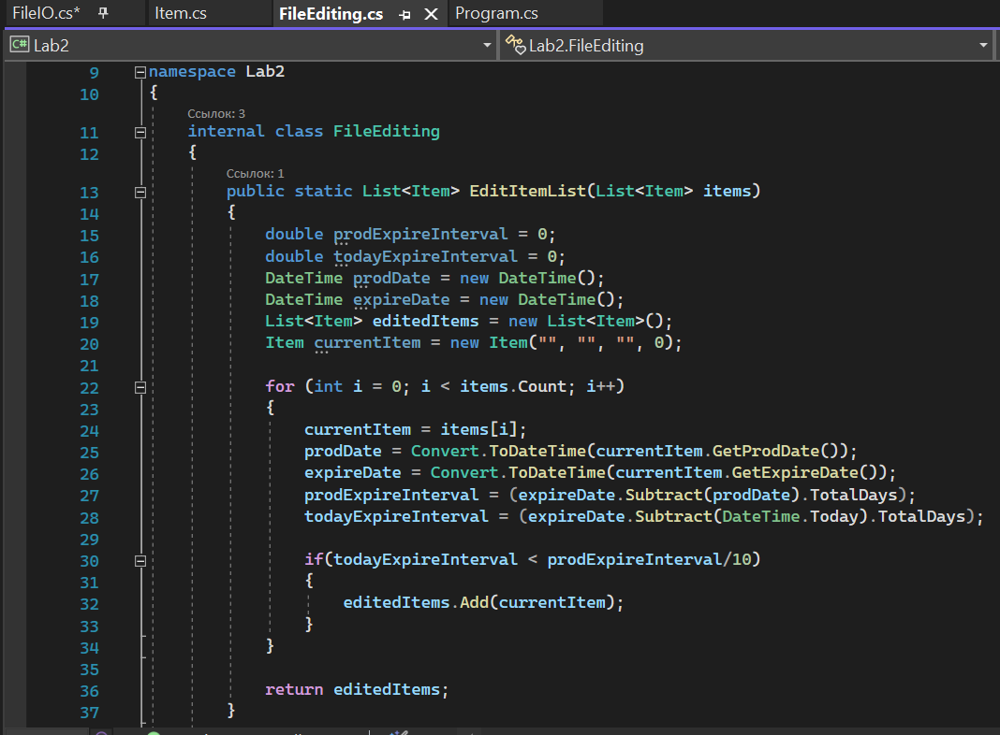 FileIO.cs* Item.cs FileEditing.cs Program.cs
C# Lab2 Lab2.FileEditing
9 namespace Lab2
10 {
Ссылок: 3
11 internal class FileEditing
12 {
Ссылок: 1
13 public static List<Item> EditItemList(List<Item> items)
14 {
15 double prodExpireInterval = 0;
16 double todayExpireInterval = 0;
17 DateTime prodDate = new DateTime();
18 DateTime expireDate = new DateTime();
19 List<Item> editedItems = new List<Item>();
20 Item currentItem = new Item("", "", "", 0);
21
22 for (int i = 0; i < items.Count; i++)
23 {
24 currentItem = items[i];
25 prodDate = Convert.ToDateTime(currentItem.GetProdDate());
26 expireDate = Convert.ToDateTime(currentItem.GetExpireDate());
27 prodExpireInterval = (expireDate.Subtract(prodDate).TotalDays);
28 todayExpireInterval = (expireDate.Subtract(DateTime.Today).TotalDays);
29
30 if(todayExpireInterval < prodExpireInterval/10)
31 {
32 editedItems.Add(currentItem);
33 }
34 }
35
36 return editedItems;
37 }